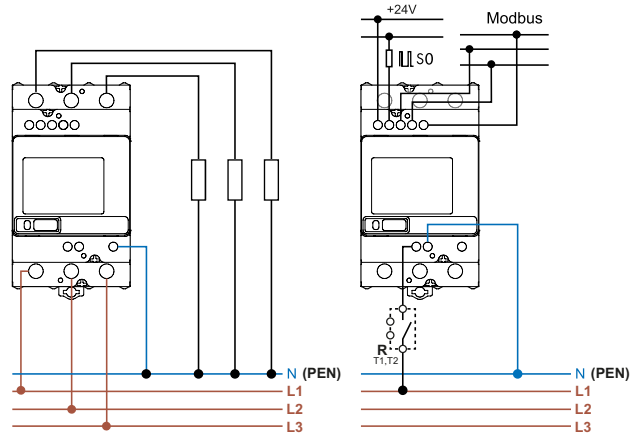 +24V
Modbus
S0
N (PEN)
L1
L2
L3
R
T1,T2
N (PEN)
L1
L2
L3